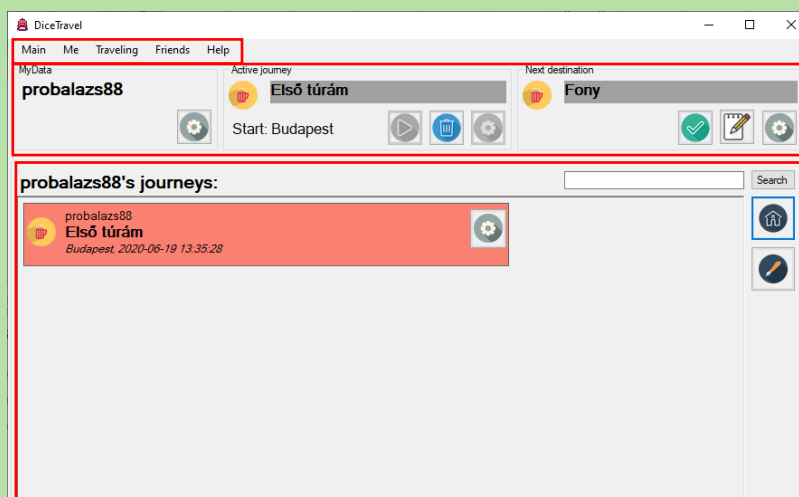 DiceTravel
Main Me Traveling Friends Help
MyData
probalazs88
Active journey
Első túrám
Start: Budapest
Next destination
Fony
probalazs88's journeys:
Search
probalazs88
Első túrám
Budapest, 2020-06-19 13:35:28